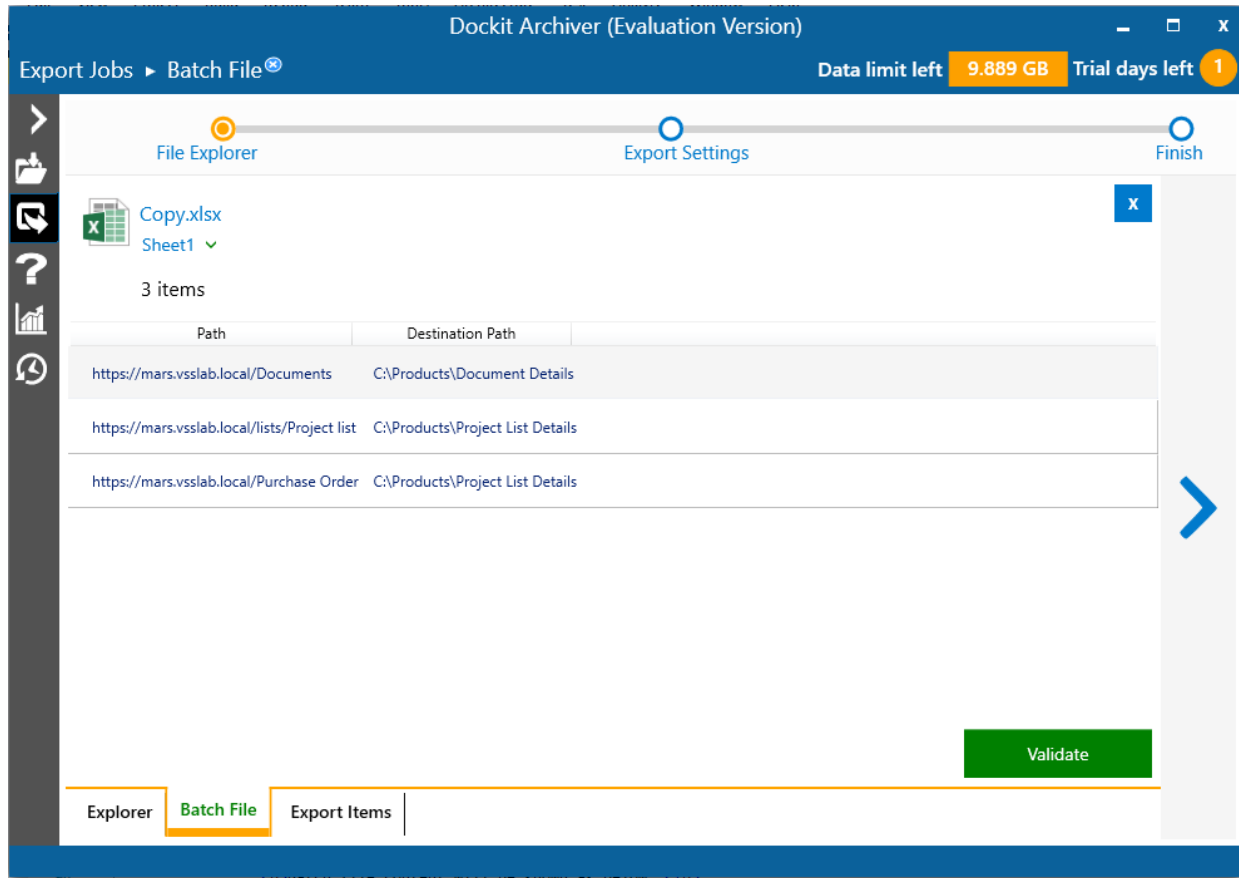 Dockit Archiver (Evaluation Version)
Export Jobs ► Batch File
Data limit left 9.889 GB Trial days left 1
File Explorer Export Settings Finish
Copy.xlsx
Sheet1
3 items
Path Destination Path
https://mars.vsslab.local/Documents C:\Products\Document Details
https://mars.vsslab.local/lists/Project list C:\Products\Project List Details
https://mars.vsslab.local/Purchase Order C:\Products\Project List Details
Validate
Explorer Batch File Export Items